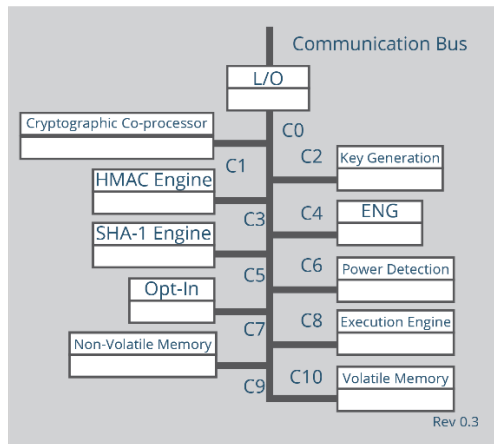 Communication Bus
L/O
C0
Cryptographic Co-processor
C1
C2
Key Generation
HMAC Engine
C3
C4
ENG
SHA-1 Engine
C5
C6
Power Detection
Opt-In
C7
C8
Execution Engine
Non-Volatile Memory
C9
C10
Volatile Memory
Rev 0.3